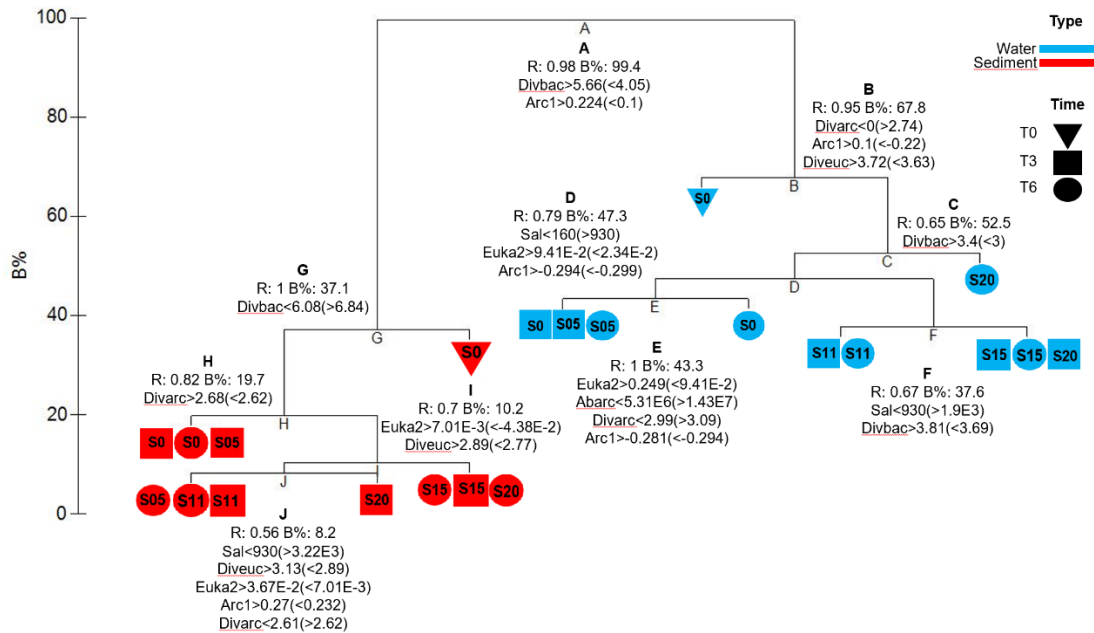 100
80
60
40
20
0
B%
A
A
R: 0.98 B%: 99.4
Divbac>5.66(<4.05)
Arc1>0.224(<0.1)
Type
Water
Sediment
Time
T0
T3
T6
B
R: 0.95 B%: 67.8
Divarc<0(>2.74)
Arc1>0.1(<-0.22)
Diveuc>3.72(<3.63)
B
S0
C
R: 0.65 B%: 52.5
Divbac>3.4(<3)
C
S20
D
R: 0.79 B%: 47.3
Sal<160(>930)
Euka2>9.41E-2(<2.34E-2)
Arc1>-0.294(<-0.299)
D
E
S0 S05 S05
S0
E
R: 1 B%: 43.3
Euka2>0.249(<9.41E-2)
Abarc<5.31E6(>1.43E7)
Divarc<2.99(>3.09)
Arc1>-0.281(<-0.294)
F
S11 S11
S15 S15 S20
F
R: 0.67 B%: 37.6
Sal<930(>1.9E3)
Divbac>3.81(<3.69)
G
R: 1 B%: 37.1
Divbac<6.08(>6.84)
G
S0
H
R: 0.82 B%: 19.7
Divarc>2.68(<2.62)
H
S0 S0 S05
I
R: 0.7 B%: 10.2
Euka2>7.01E-3(<-4.38E-2)
Diveuc>2.89(<2.77)
I
S15 S15 S20
J
S05 S11 S11
S20
J
R: 0.56 B%: 8.2
Sal<930(>3.22E3)
Diveuc>3.13(<2.89)
Euka2>3.67E-2(<7.01E-3)
Arc1>0.27(<0.232)
Divarc<2.61(>2.62)